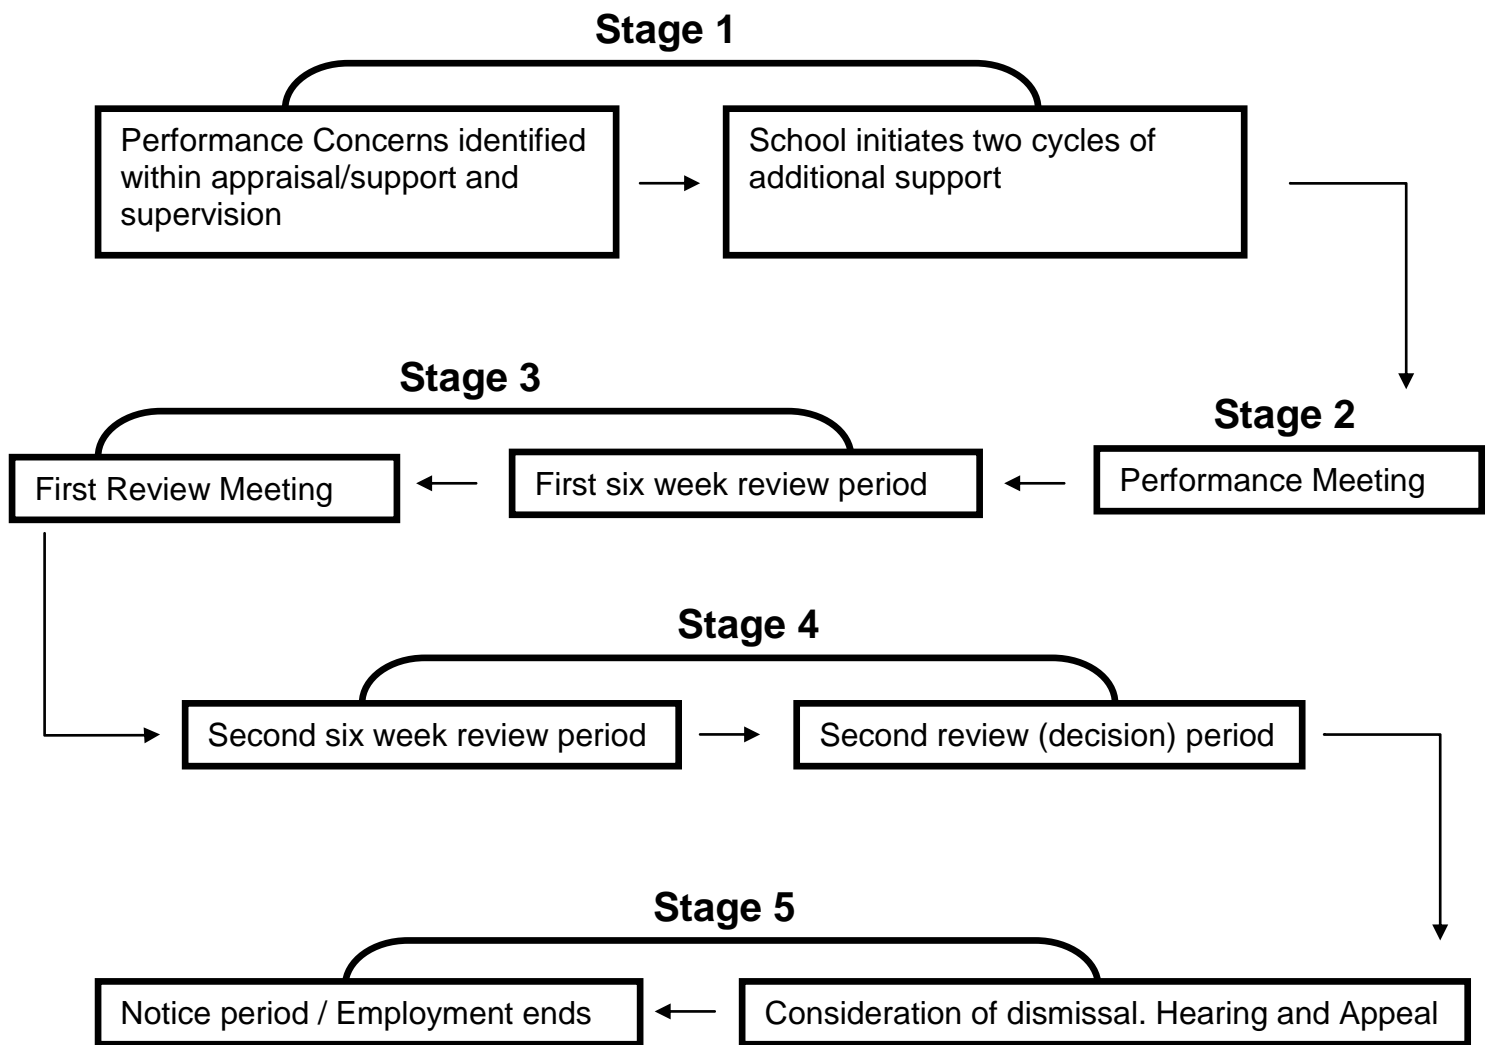 Stage 1
Performance Concerns identified
within appraisal/support and
supervision
School initiates two cycles of
additional support
Stage 2
Performance Meeting
Stage 3
First six week review period
First Review Meeting
Stage 4
Second six week review period
Second review (decision) period
Stage 5
Consideration of dismissal. Hearing and Appeal
Notice period / Employment ends